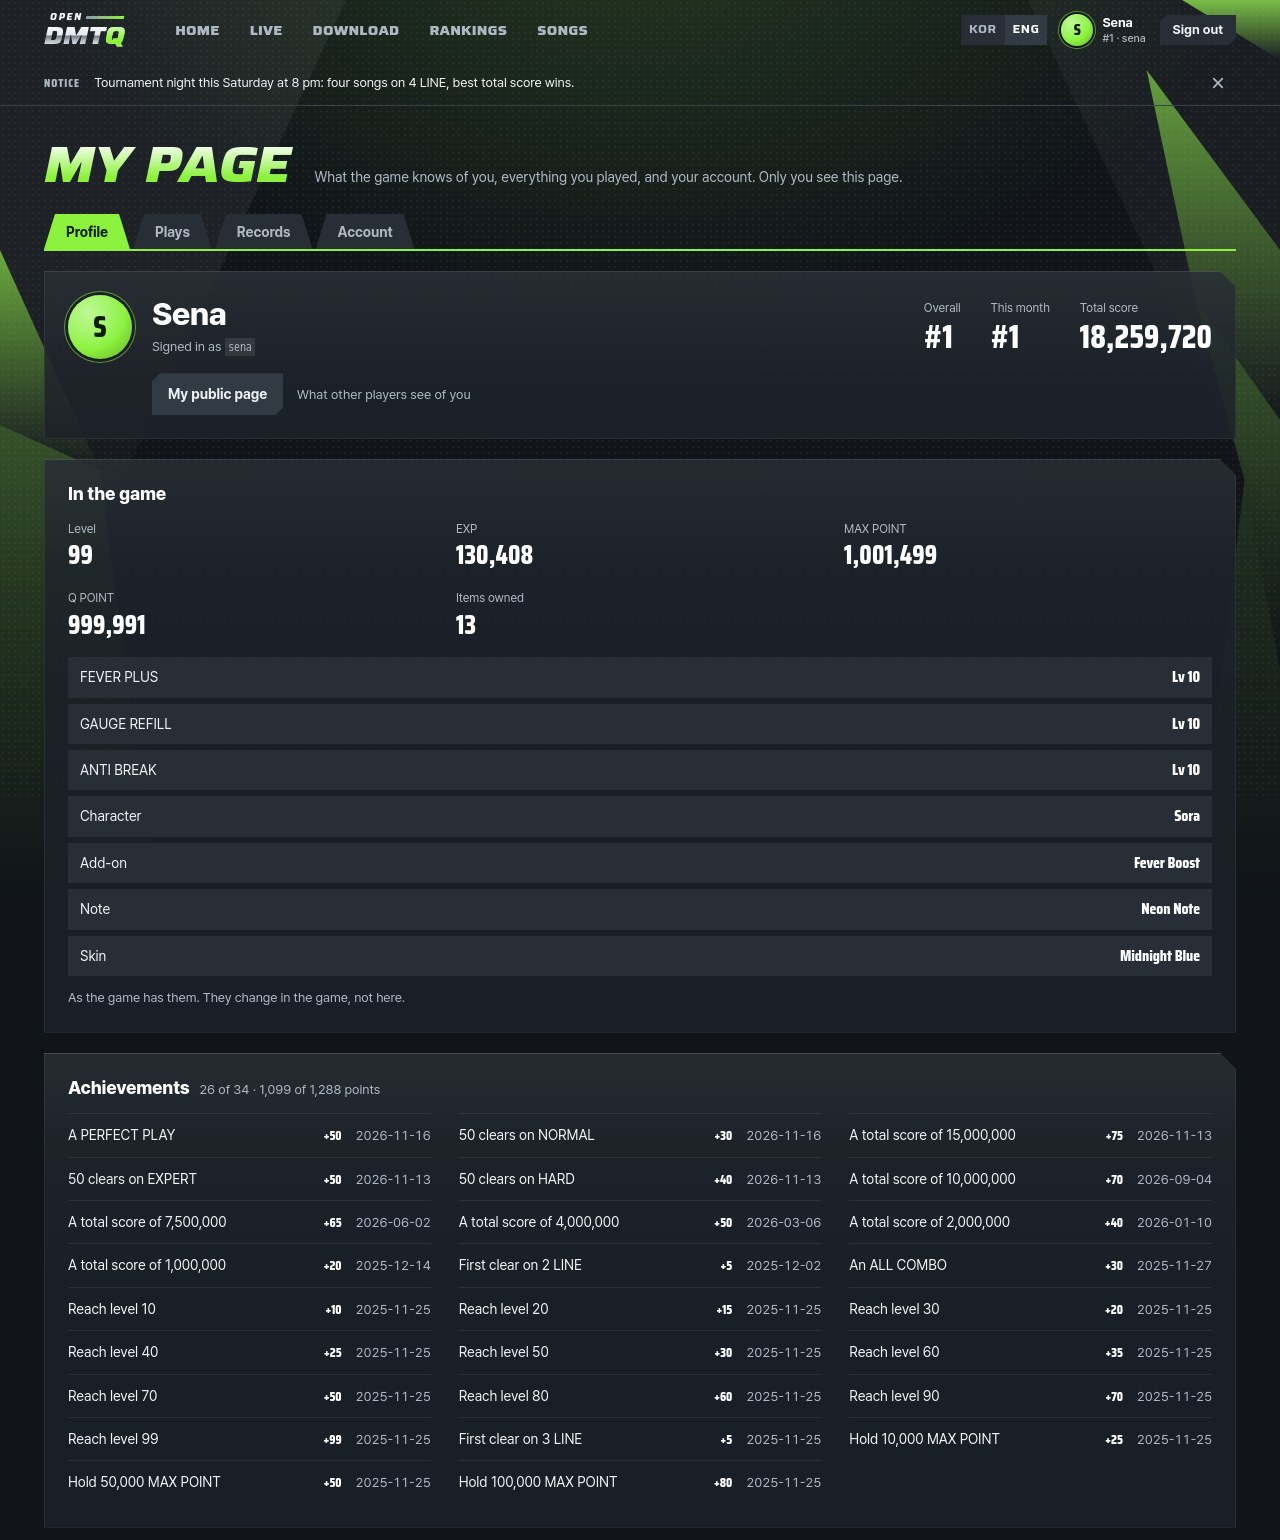 OPEN
DMTQ
HOME LIVE DOWNLOAD RANKINGS SONGS
KOR ENG
S
Sena
#1 · sena
Sign out
NOTICE Tournament night this Saturday at 8 pm: four songs on 4 LINE, best total score wins.
MY PAGE What the game knows of you, everything you played, and your account. Only you see this page.
Profile Plays Records Account
S
Sena
Signed in as sena
My public page What other players see of you
Overall This month Total score
#1 #1 18,259,720
In the game
Level EXP MAX POINT
99 130,408 1,001,499
Q POINT Items owned
999,991 13
FEVER PLUS Lv 10
GAUGE REFILL Lv 10
ANTI BREAK Lv 10
Character Sora
Add-on Fever Boost
Note Neon Note
Skin Midnight Blue
As the game has them. They change in the game, not here.
Achievements 26 of 34 · 1,099 of 1,288 points
A PERFECT PLAY +50 2026-11-16 50 clears on NORMAL +30 2026-11-16 A total score of 15,000,000 +75 2026-11-13
50 clears on EXPERT +50 2026-11-13 50 clears on HARD +40 2026-11-13 A total score of 10,000,000 +70 2026-09-04
A total score of 7,500,000 +65 2026-06-02 A total score of 4,000,000 +50 2026-03-06 A total score of 2,000,000 +40 2026-01-10
A total score of 1,000,000 +20 2025-12-14 First clear on 2 LINE +5 2025-12-02 An ALL COMBO +30 2025-11-27
Reach level 10 +10 2025-11-25 Reach level 20 +15 2025-11-25 Reach level 30 +20 2025-11-25
Reach level 40 +25 2025-11-25 Reach level 50 +30 2025-11-25 Reach level 60 +35 2025-11-25
Reach level 70 +50 2025-11-25 Reach level 80 +60 2025-11-25 Reach level 90 +70 2025-11-25
Reach level 99 +99 2025-11-25 First clear on 3 LINE +5 2025-11-25 Hold 10,000 MAX POINT +25 2025-11-25
Hold 50,000 MAX POINT +50 2025-11-25 Hold 100,000 MAX POINT +80 2025-11-25